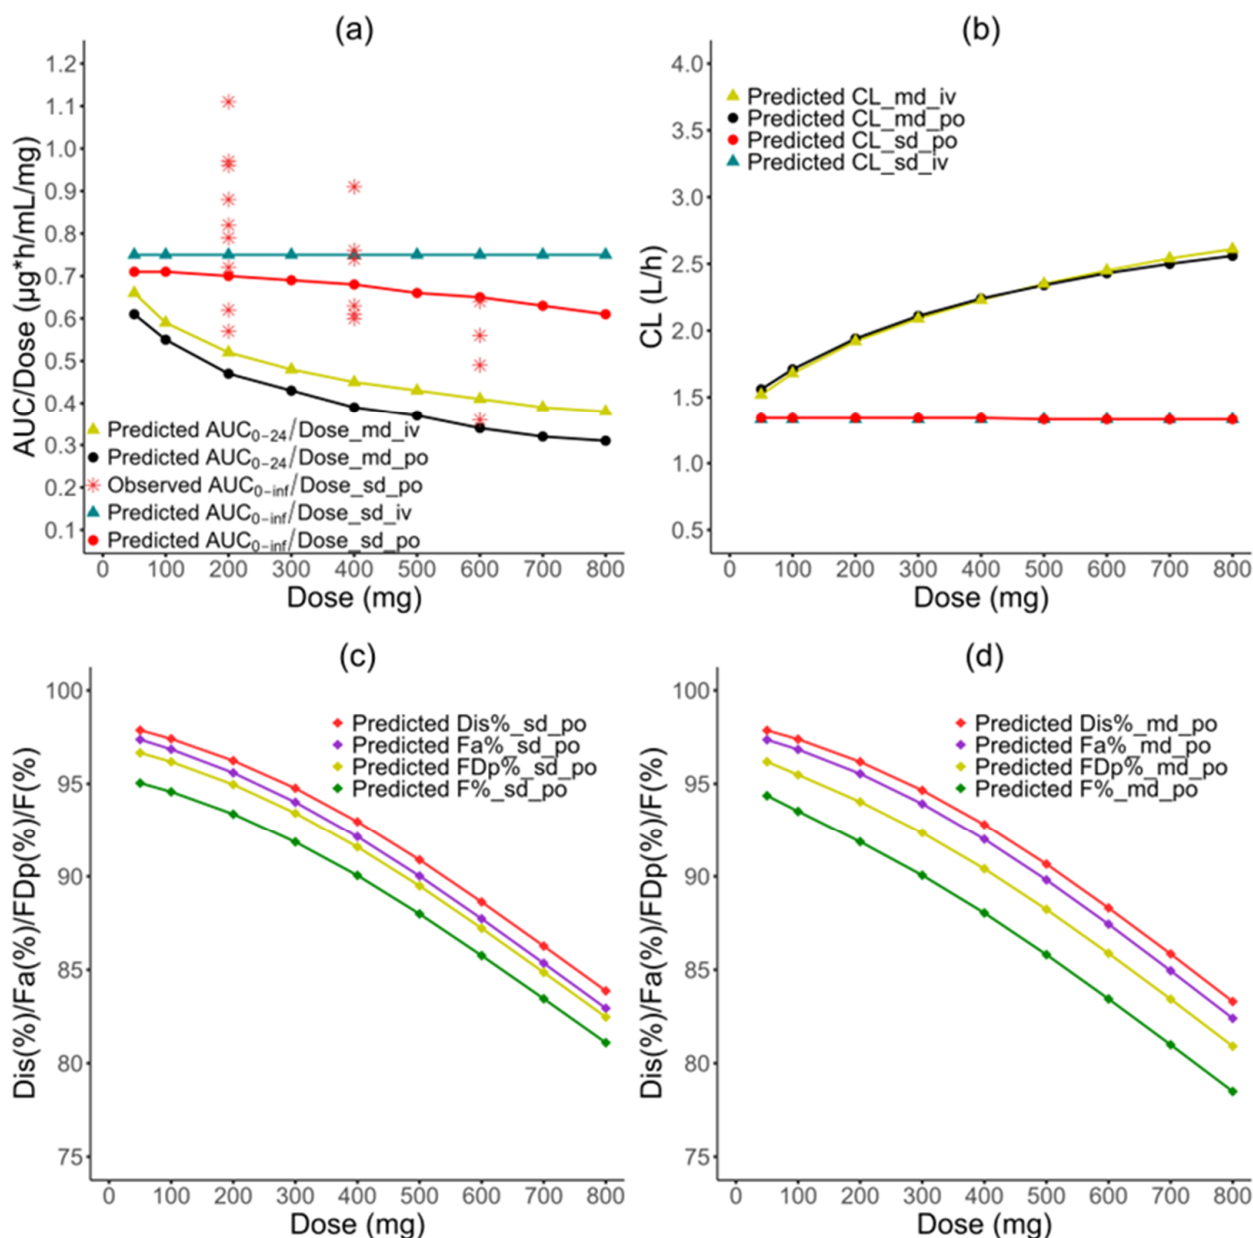 (a)
AUC/Dose (µg*h/mL/mg)
1.2
1.1
1.0
0.9
0.8
0.7
0.6
0.5
0.4
0.3
0.2
0.1
Predicted AUC₀₋₂₄/Dose_md_iv
Predicted AUC₀₋₂₄/Dose_md_po
Observed AUC₀₋inf/Dose_sd_po
Predicted AUC₀₋inf/Dose_sd_iv
Predicted AUC₀₋inf/Dose_sd_po
0 100 200 300 400 500 600 700 800
Dose (mg)
(b)
CL (L/h)
4.0
3.5
3.0
2.5
2.0
1.5
1.0
0.5
Predicted CL_md_iv
Predicted CL_md_po
Predicted CL_sd_po
Predicted CL_sd_iv
0 100 200 300 400 500 600 700 800
Dose (mg)
(c)
Dis(%)/Fa(%)/FDp(%)/F(%)
100
95
90
85
80
75
Predicted Dis%_sd_po
Predicted Fa%_sd_po
Predicted FDp%_sd_po
Predicted F%_sd_po
0 100 200 300 400 500 600 700 800
Dose (mg)
(d)
Dis(%)/Fa(%)/FDp(%)/F(%)
100
95
90
85
80
75
Predicted Dis%_md_po
Predicted Fa%_md_po
Predicted FDp%_md_po
Predicted F%_md_po
0 100 200 300 400 500 600 700 800
Dose (mg)